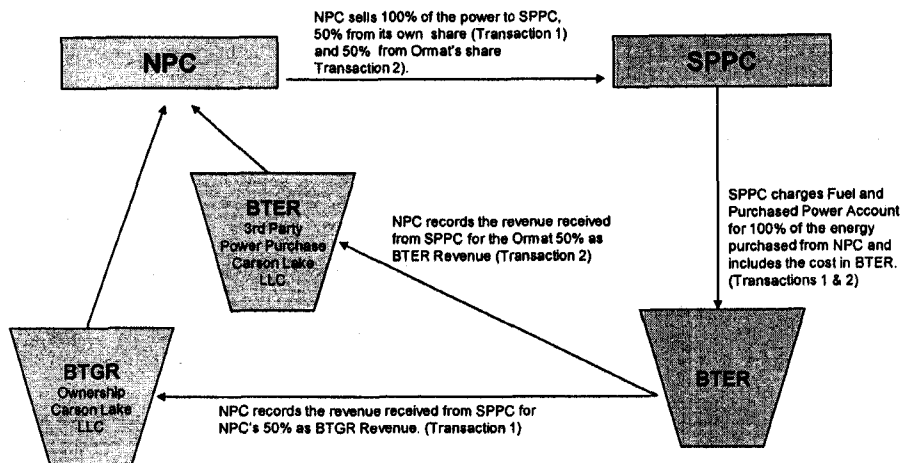 NPC sells 100% of the power to SPPC,
50% from its own share (Transaction 1)
and 50% from Ormat's share
Transaction 2).
NPC
SPPC
BTER
3rd Party
Power Purchase
Carson Lake
LLC
NPC records the revenue received
from SPPC for the Ormat 50% as
BTER Revenue (Transaction 2)
SPPC charges Fuel and
Purchased Power Account
for 100% of the energy
purchased from NPC and
includes the cost in BTER.
(Transactions 1 & 2)
BTGR
Ownership
Carson Lake
LLC
BTER
NPC records the revenue received from SPPC for
NPC's 50% as BTGR Revenue. (Transaction 1)